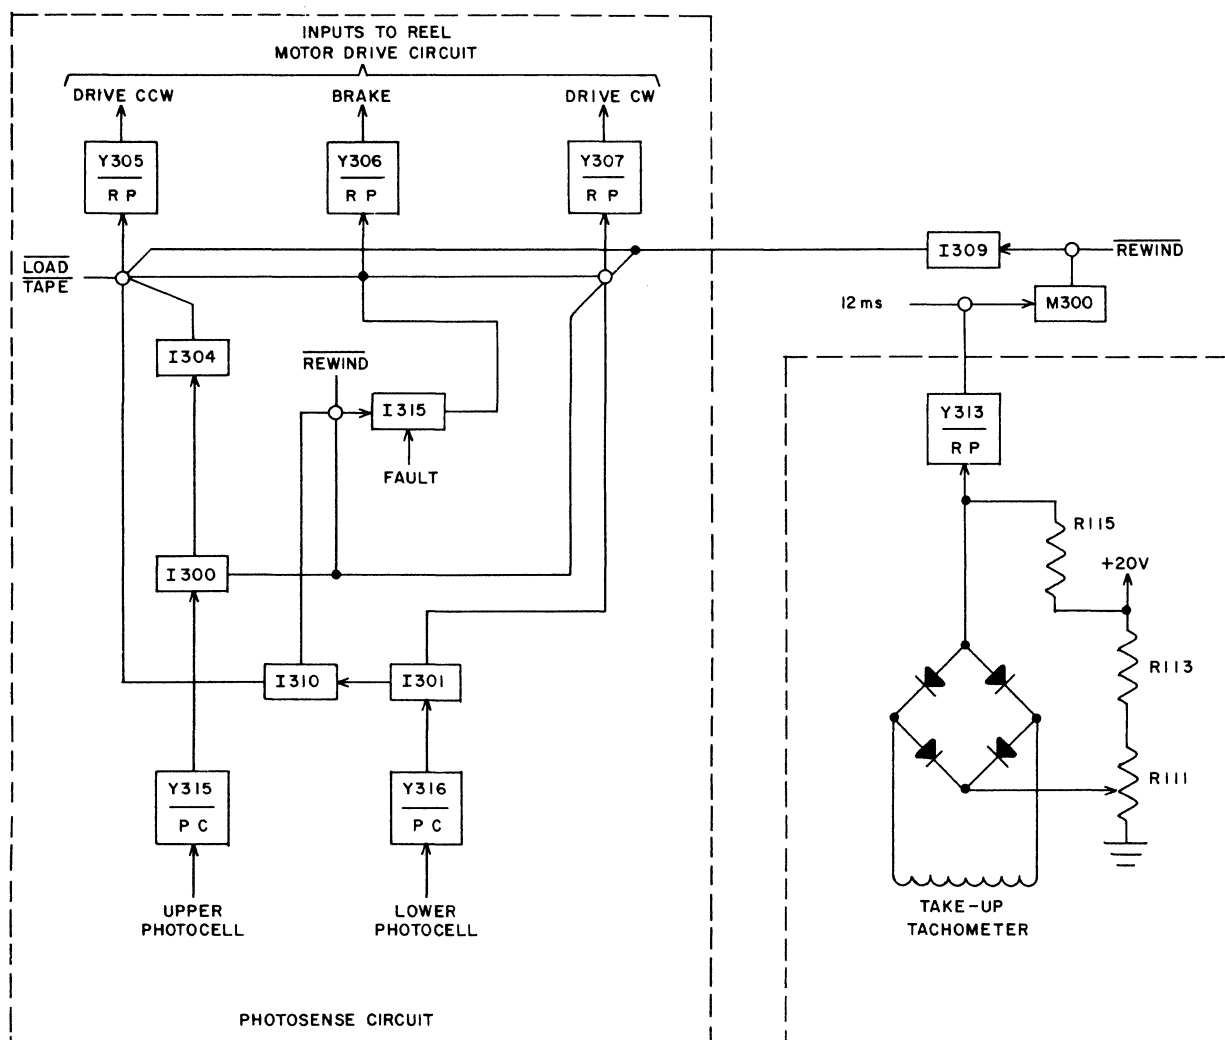 INPUTS TO REEL
MOTOR DRIVE CIRCUIT
DRIVE CCW
BRAKE
DRIVE CW
Y305
RP
Y306
RP
Y307
RP
LOAD
TAPE
I309
REWIND
12ms
M300
I304
REWIND
I315
FAULT
Y313
RP
R115
+20V
I300
I310
I301
R113
R111
Y315
PC
Y316
PC
UPPER
PHOTOCELL
LOWER
PHOTOCELL
TAKE-UP
TACHOMETER
PHOTOSENSE CIRCUIT